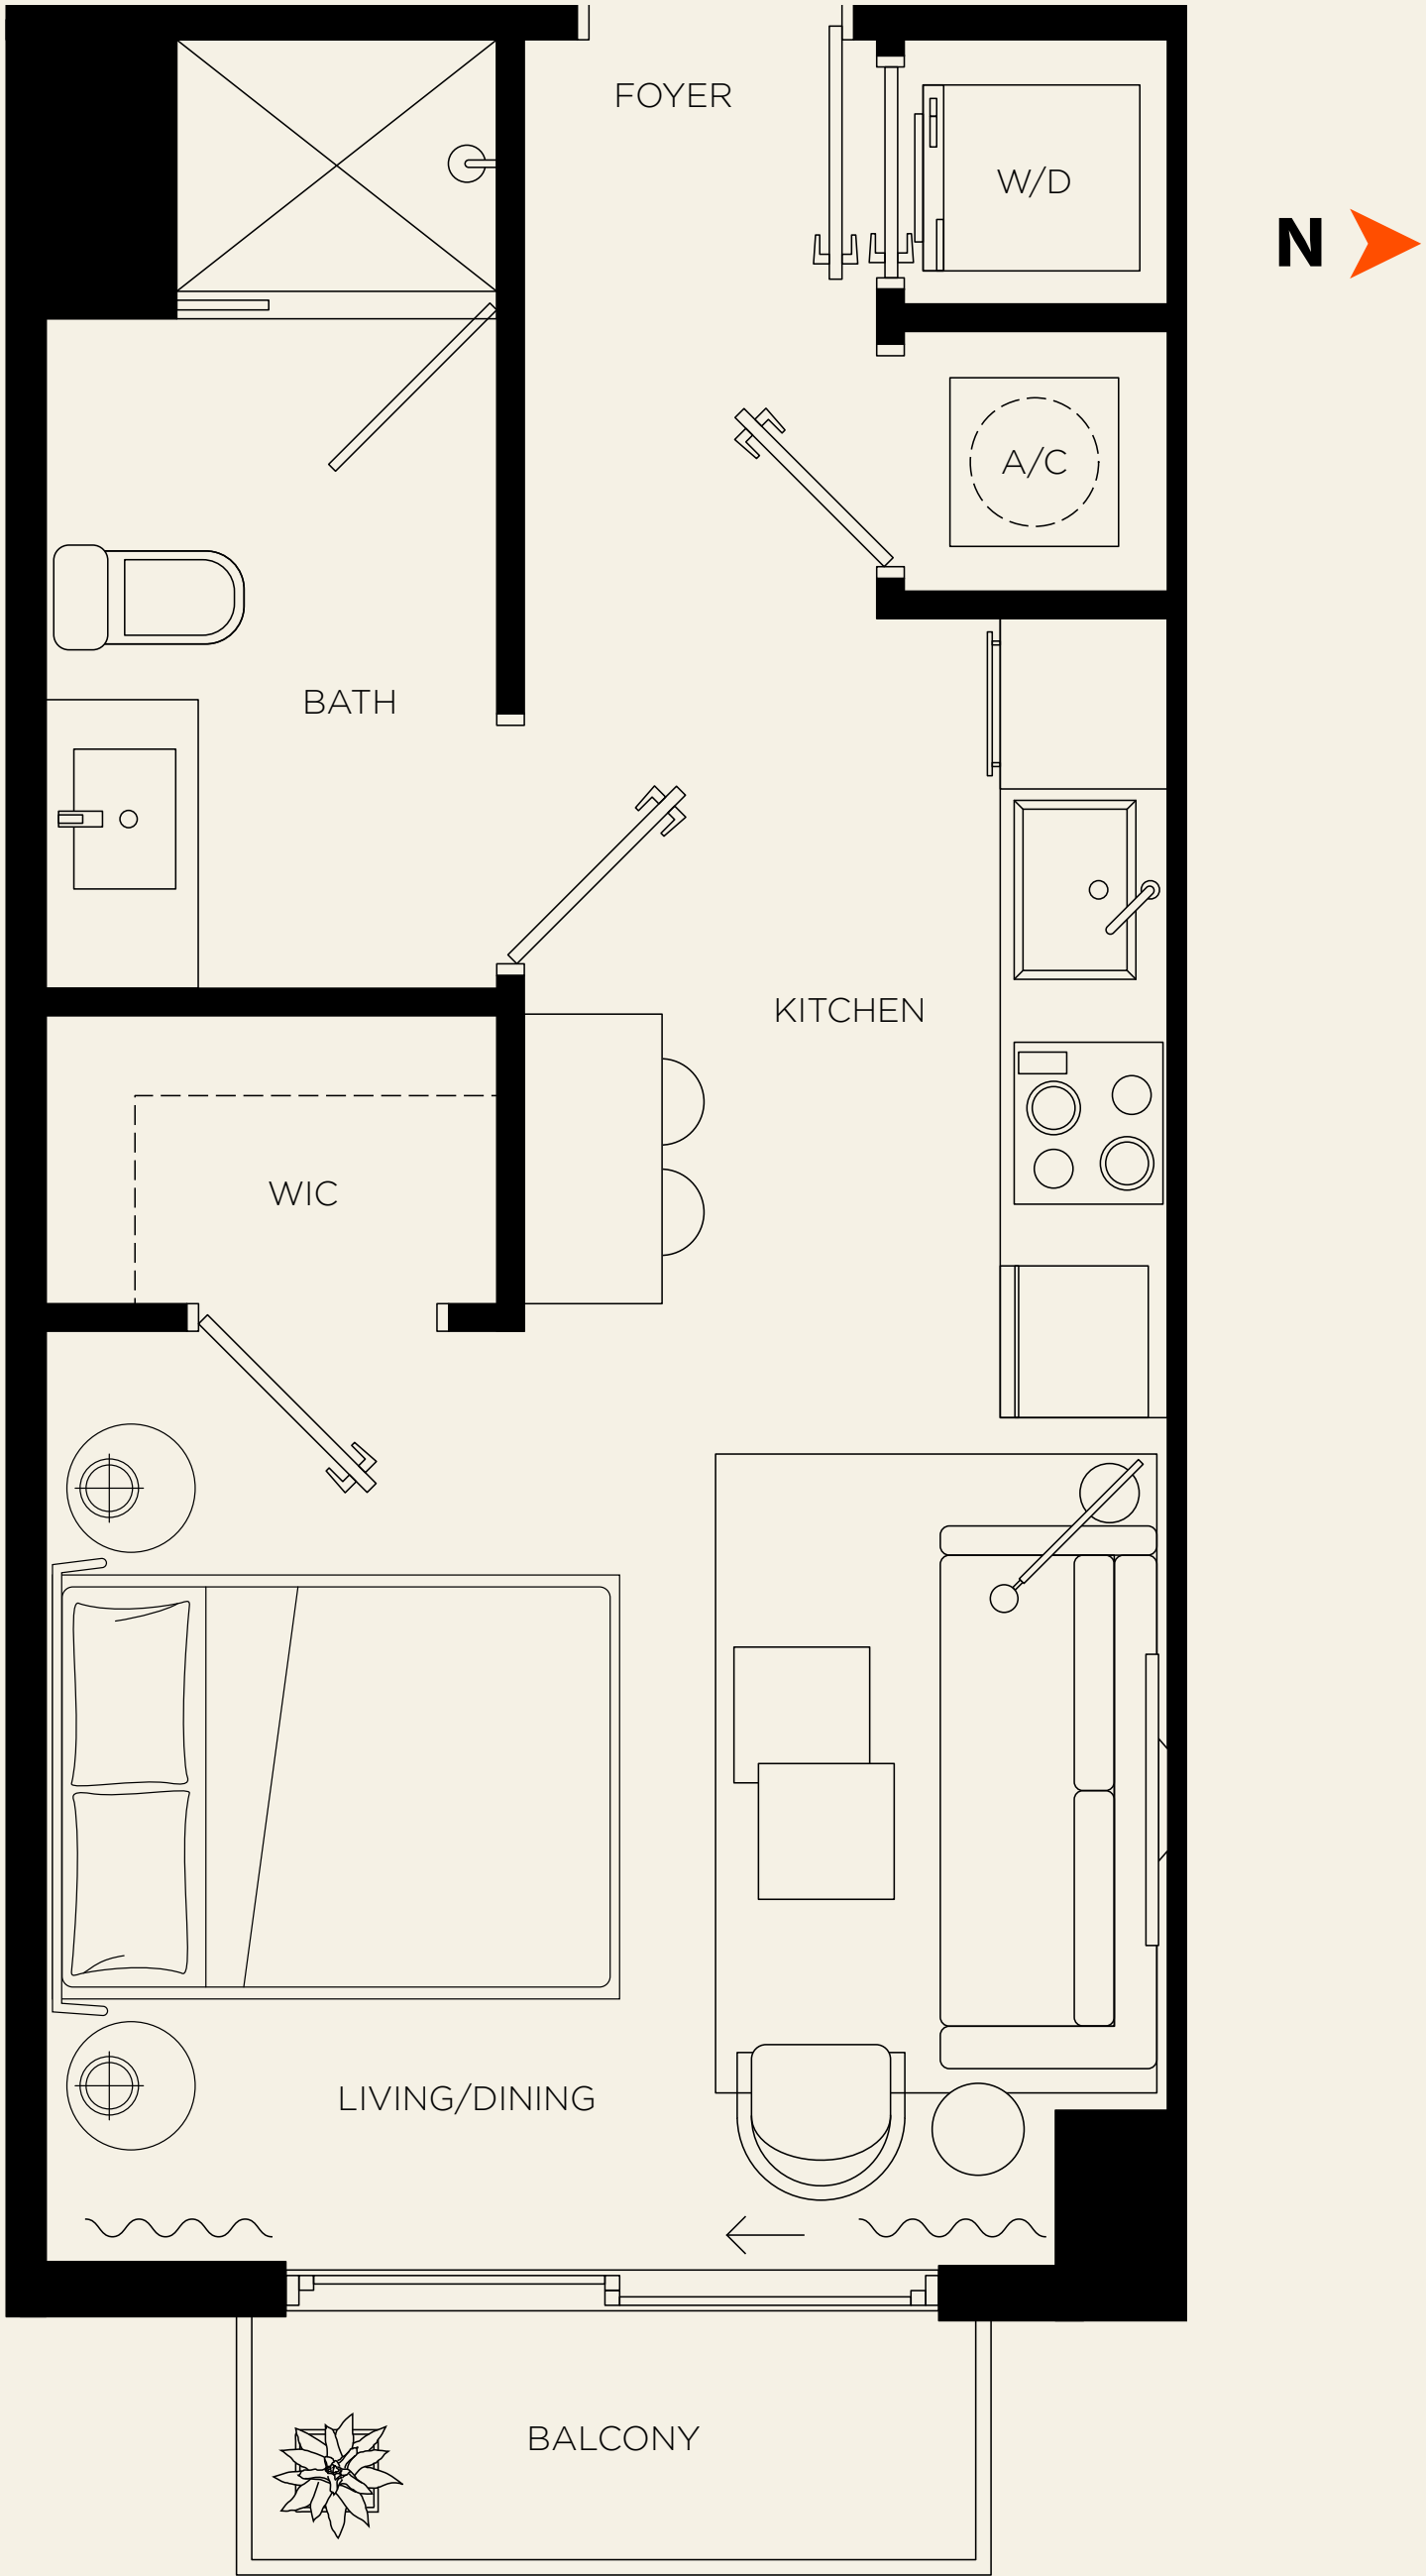 FOYER
W/D
N
A/C
BATH
KITCHEN
WIC
LIVING/DINING
BALCONY